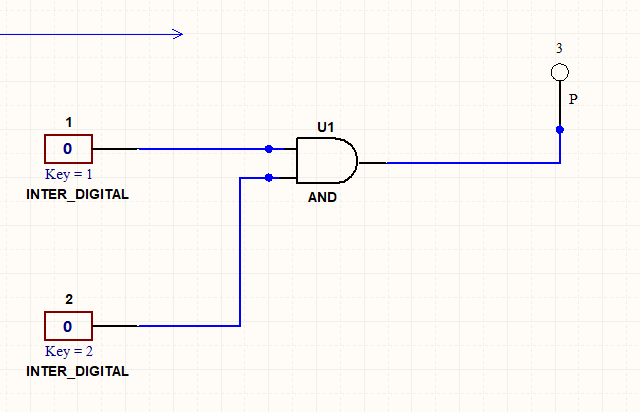 3
P
1
0
Key = 1
INTER_DIGITAL
U1
AND
2
0
Key = 2
INTER_DIGITAL